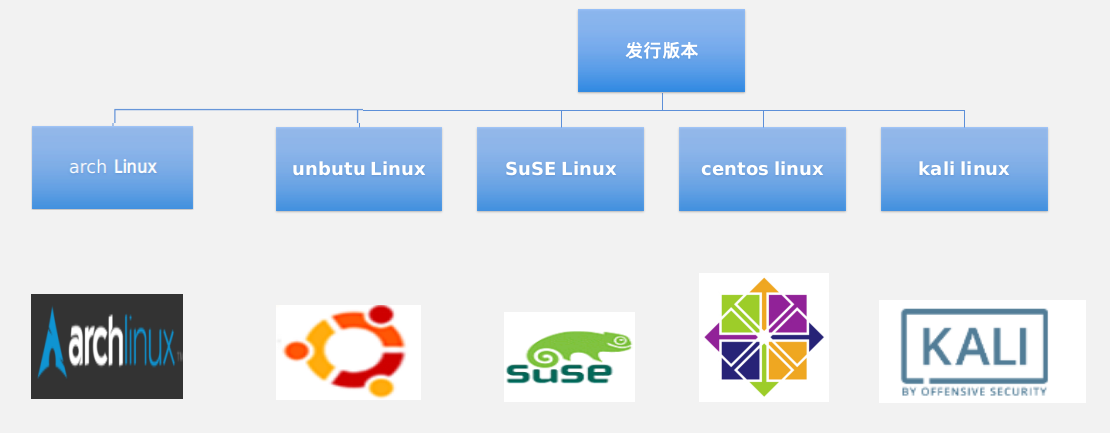 发行版本
arch Linux
unbutu Linux
SuSE Linux
centos linux
kali linux
archlinux
suse
KALI
BY OFFENSIVE SECURITY